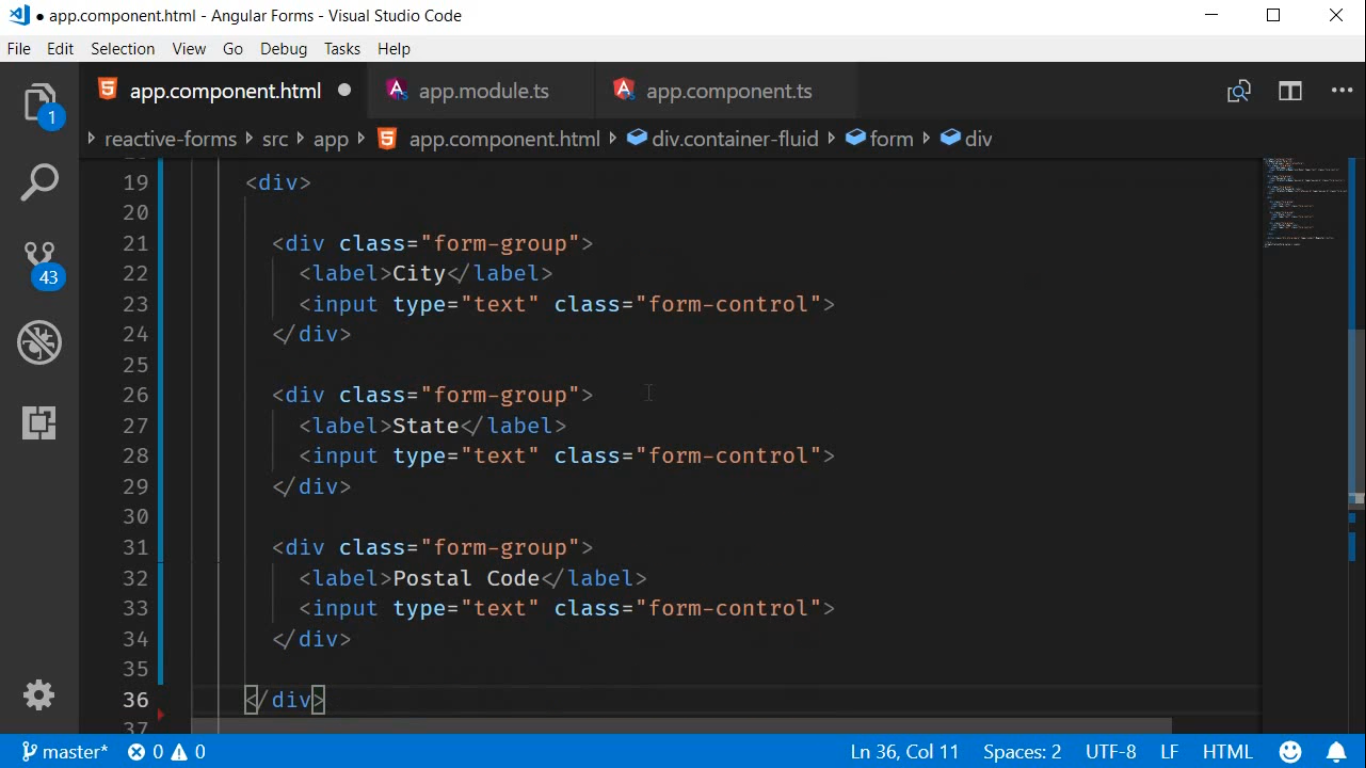 ● app.component.html - Angular Forms - Visual Studio Code
File Edit Selection View Go Debug Tasks Help
app.component.html ● app.module.ts app.component.ts
1
reactive-forms src app app.component.html div.container-fluid form div
19 <div>
20
21 <div class="form-group">
22 <label>City</label>
23 <input type="text" class="form-control">
24 </div>
25
26 <div class="form-group">
27 <label>State</label>
28 <input type="text" class="form-control">
29 </div>
30
31 <div class="form-group">
32 <label>Postal Code</label>
33 <input type="text" class="form-control">
34 </div>
35
36 </div>
37
43
master* 0 0 Ln 36, Col 11 Spaces: 2 UTF-8 LF HTML